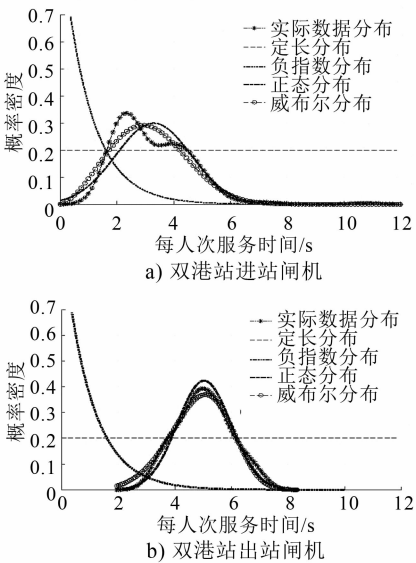 0.7
0.6
0.5
0.4
0.3
0.2
0.1
0
概率密度
实际数据分布
定长分布
负指数分布
正态分布
威布尔分布
0 2 4 6 8 10 12
每人次服务时间/s
a) 双港站进站闸机
0.7
0.6
0.5
0.4
0.3
0.2
0.1
0
概率密度
实际数据分布
定长分布
负指数分布
正态分布
威布尔分布
0 2 4 6 8 10 12
每人次服务时间/s
b) 双港站出站闸机